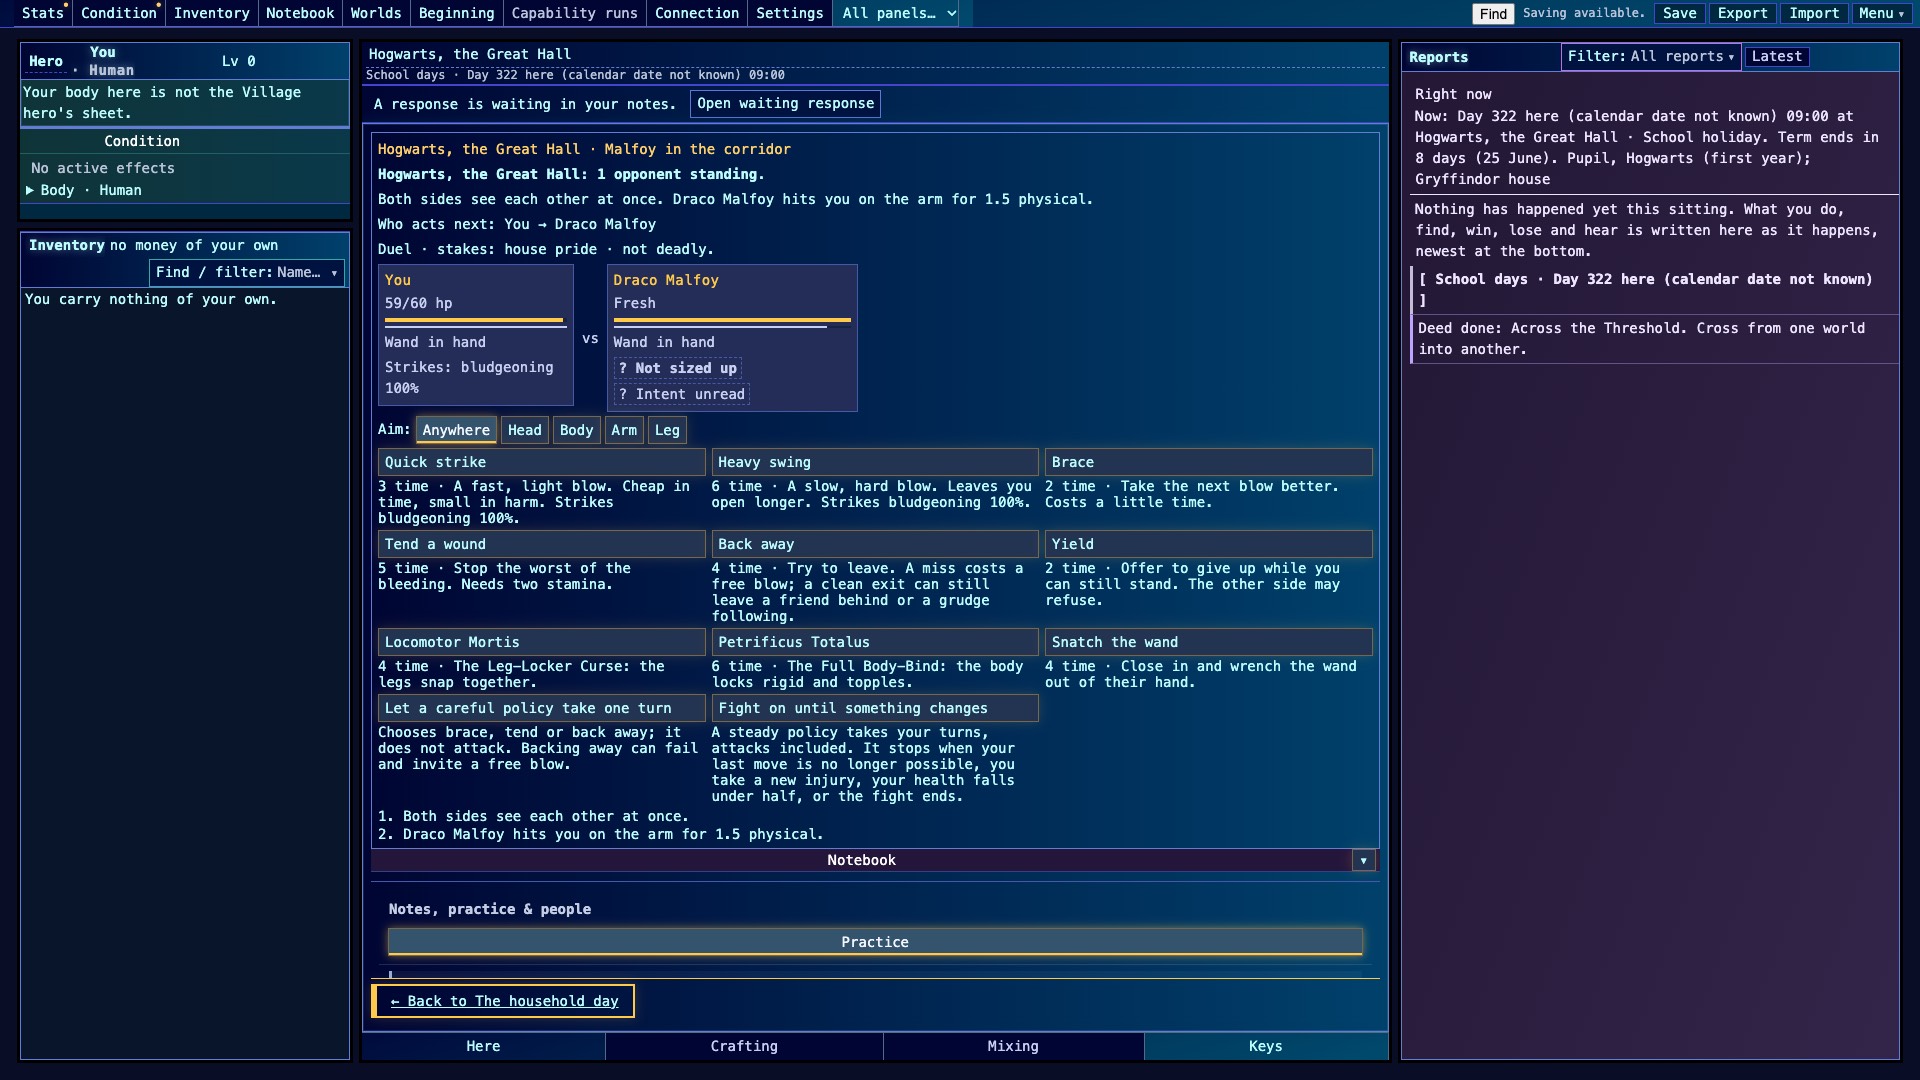 Stats Condition Inventory Notebook Worlds Beginning Capability runs Connection Settings All panels… Find Saving available. Save Export Import Menu ▾
Hero · You Human Lv 0
Your body here is not the Village
hero's sheet.
Condition
No active effects
▶ Body · Human
Inventory no money of your own
Find / filter: Name… ▾
You carry nothing of your own.
Hogwarts, the Great Hall
School days · Day 322 here (calendar date not known) 09:00
A response is waiting in your notes. Open waiting response
Hogwarts, the Great Hall · Malfoy in the corridor
Hogwarts, the Great Hall: 1 opponent standing.
Both sides see each other at once. Draco Malfoy hits you on the arm for 1.5 physical.
Who acts next: You → Draco Malfoy
Duel · stakes: house pride · not deadly.
You
59/60 hp
Wand in hand
Strikes: bludgeoning
100%
vs
Draco Malfoy
Fresh
Wand in hand
? Not sized up
? Intent unread
Aim: Anywhere Head Body Arm Leg
Quick strike
3 time · A fast, light blow. Cheap in
time, small in harm. Strikes
bludgeoning 100%.
Heavy swing
6 time · A slow, hard blow. Leaves you
open longer. Strikes bludgeoning 100%.
Brace
2 time · Take the next blow better.
Costs a little time.
Tend a wound
5 time · Stop the worst of the
bleeding. Needs two stamina.
Back away
4 time · Try to leave. A miss costs a
free blow; a clean exit can still
leave a friend behind or a grudge
following.
Yield
2 time · Offer to give up while you
can still stand. The other side may
refuse.
Locomotor Mortis
4 time · The Leg-Locker Curse: the
legs snap together.
Petrificus Totalus
6 time · The Full Body-Bind: the body
locks rigid and topples.
Snatch the wand
4 time · Close in and wrench the wand
out of their hand.
Let a careful policy take one turn
Chooses brace, tend or back away; it
does not attack. Backing away can fail
and invite a free blow.
Fight on until something changes
A steady policy takes your turns,
attacks included. It stops when your
last move is no longer possible, you
take a new injury, your health falls
under half, or the fight ends.
1. Both sides see each other at once.
2. Draco Malfoy hits you on the arm for 1.5 physical.
Notebook ▼
Notes, practice & people
Practice
← Back to The household day
Here Crafting Mixing Keys
Reports Filter: All reports ▾ Latest
Right now
Now: Day 322 here (calendar date not known) 09:00 at
Hogwarts, the Great Hall · School holiday. Term ends in
8 days (25 June). Pupil, Hogwarts (first year);
Gryffindor house
Nothing has happened yet this sitting. What you do,
find, win, lose and hear is written here as it happens,
newest at the bottom.
[ School days · Day 322 here (calendar date not known)
]
Deed done: Across the Threshold. Cross from one world
into another.